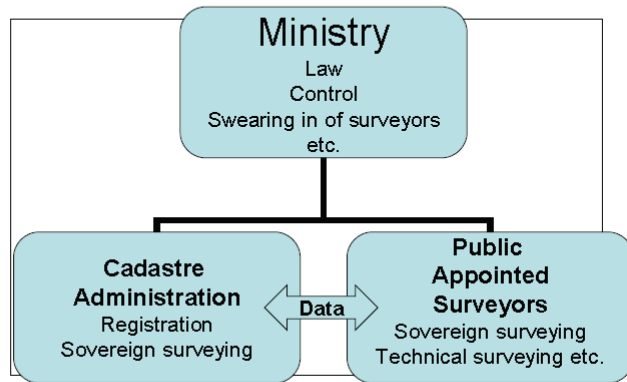 Ministry
Law
Control
Swearing in of surveyors
etc.
Cadastre
Administration
Registration
Sovereign surveying
Data
Public
Appointed
Surveyors
Sovereign surveying
Technical surveying etc.